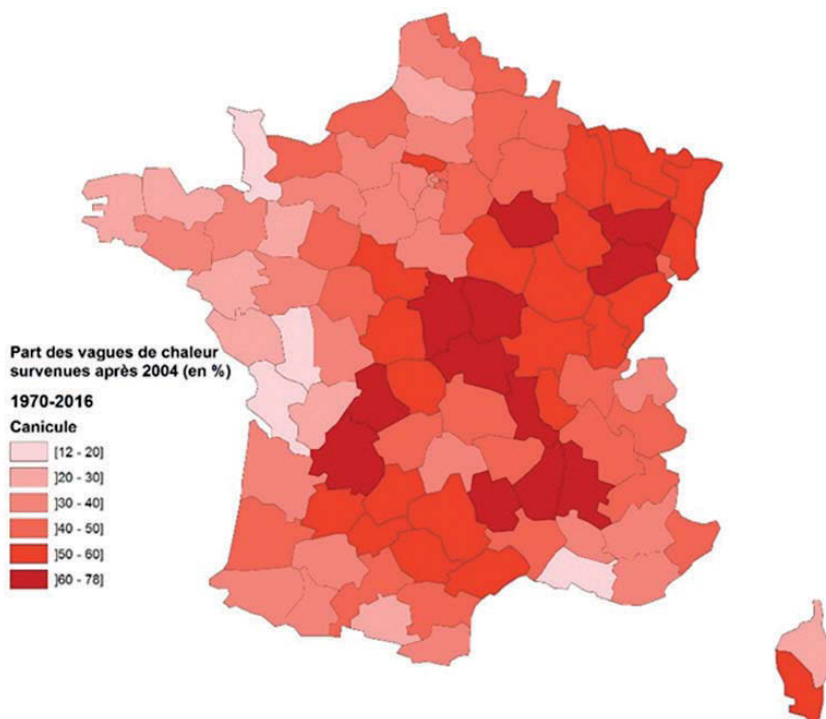 Part des vagues de chaleur
survenues après 2004 (en %)
1970-2016
Canicule
[12 - 20]
]20 - 30]
]30 - 40]
]40 - 50]
]50 - 60]
]60 - 78]